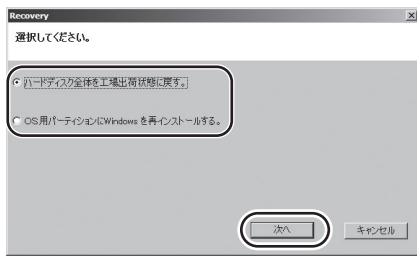 Recovery
選択してください。
ハードディスク全体を工場出荷状態に戻す。
OS用パーティションにWindows を再インストールする。
次へ
キャンセル